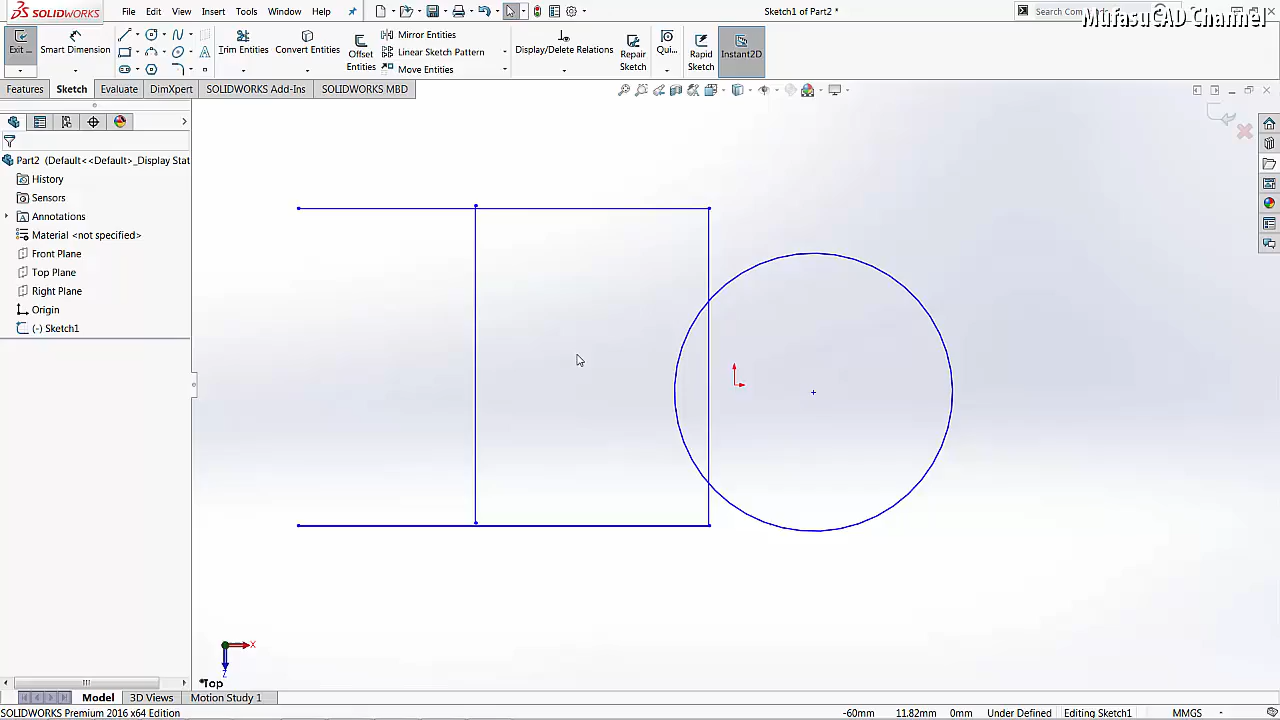 SOLIDWORKS
File Edit View Insert Tools Window Help
Sketch1 of Part2 *
Search Com
MufasuCAD Channel
Exit ...
Smart Dimension
Trim Entities
Convert Entities
Offset Entities
Mirror Entities
Linear Sketch Pattern
Move Entities
Display/Delete Relations
Repair Sketch
Qui...
Rapid Sketch
Instant2D
Features
Sketch
Evaluate
DimXpert
SOLIDWORKS Add-Ins
SOLIDWORKS MBD
Part2 (Default<<Default>_Display Stat
History
Sensors
Annotations
Material <not specified>
Front Plane
Top Plane
Right Plane
Origin
(-) Sketch1
X
Z
*Top
Model
3D Views
Motion Study 1
SOLIDWORKS Premium 2016 x64 Edition
-60mm
11.82mm
0mm
Under Defined
Editing Sketch1
MMGS